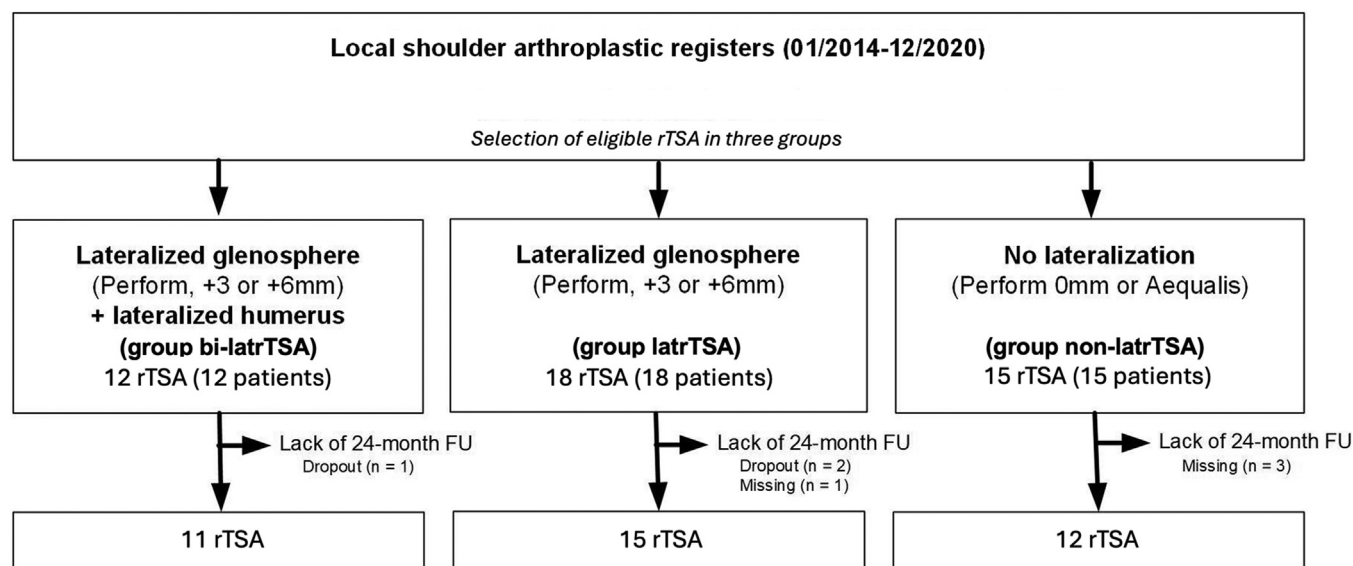 Local shoulder arthroplastic registers (01/2014-12/2020)
Selection of eligible rTSA in three groups
Lateralized glenosphere
(Perform, +3 or +6mm)
+ lateralized humerus
(group bi-latrTSA)
12 rTSA (12 patients)
Lateralized glenosphere
(Perform, +3 or +6mm)
(group latrTSA)
18 rTSA (18 patients)
No lateralization
(Perform 0mm or Aequalis)
(group non-latrTSA)
15 rTSA (15 patients)
Lack of 24-month FU
Dropout (n = 1)
Lack of 24-month FU
Dropout (n = 2)
Missing (n = 1)
Lack of 24-month FU
Missing (n = 3)
11 rTSA
15 rTSA
12 rTSA